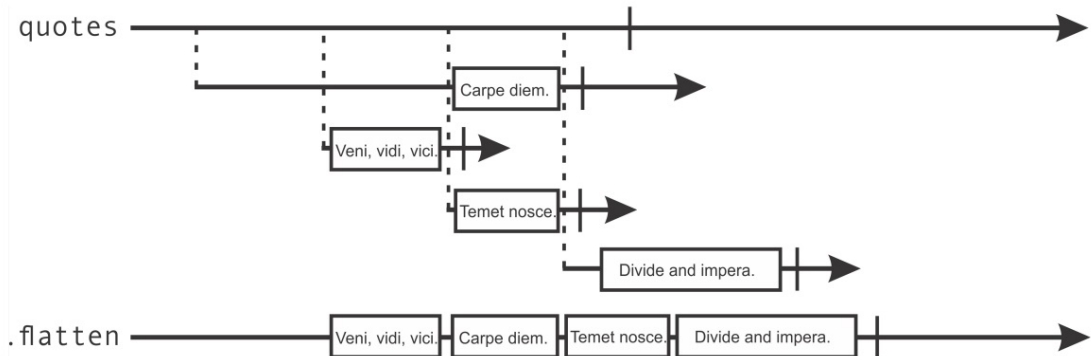 quotes
Carpe diem.
Veni, vidi, vici.
Temet nosce.
Divide and impera.
.flatten Veni, vidi, vici. Carpe diem. Temet nosce. Divide and impera.